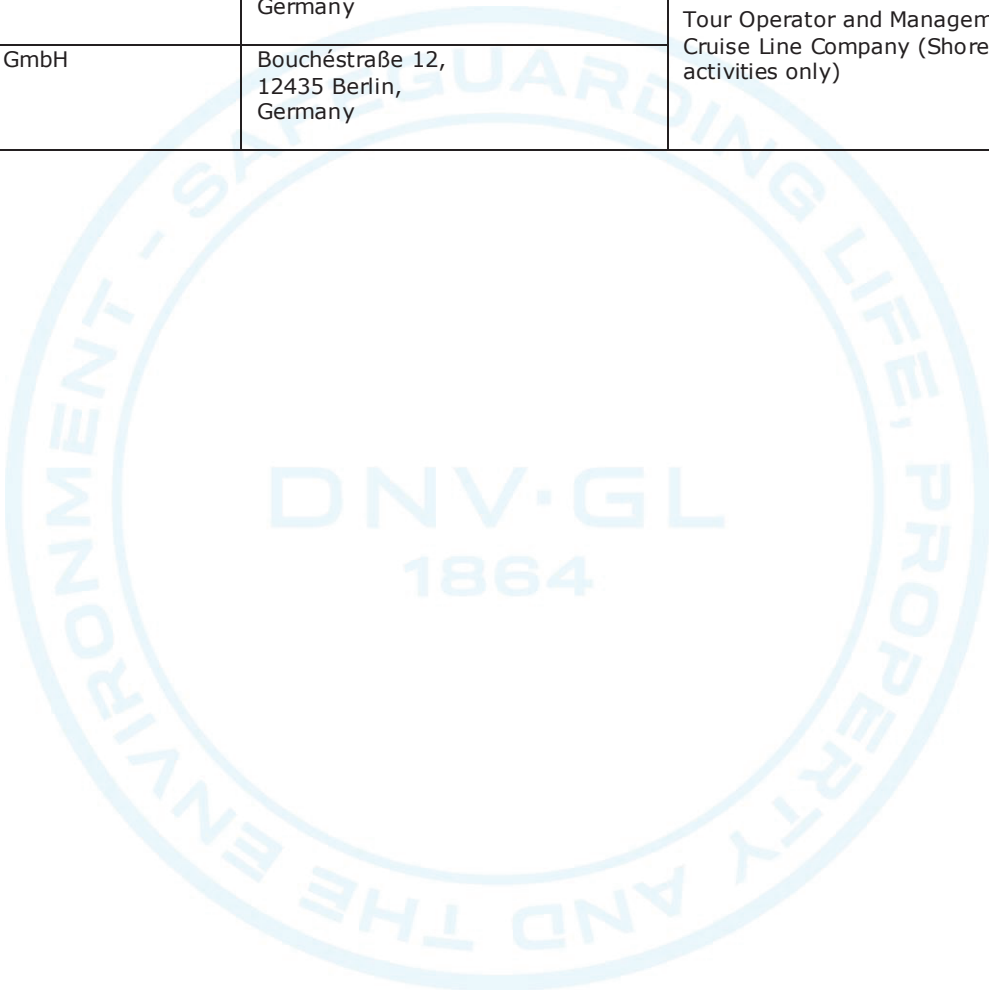 Germany
Tour Operator and Managem
GmbH
Bouchéstraße 12,
Cruise Line Company (Shore
12435 Berlin,
activities only)
Germany
SAFEGUARDING LIFE, PROPERTY AND THE ENVIRONMENT -
DNV·GL
1864